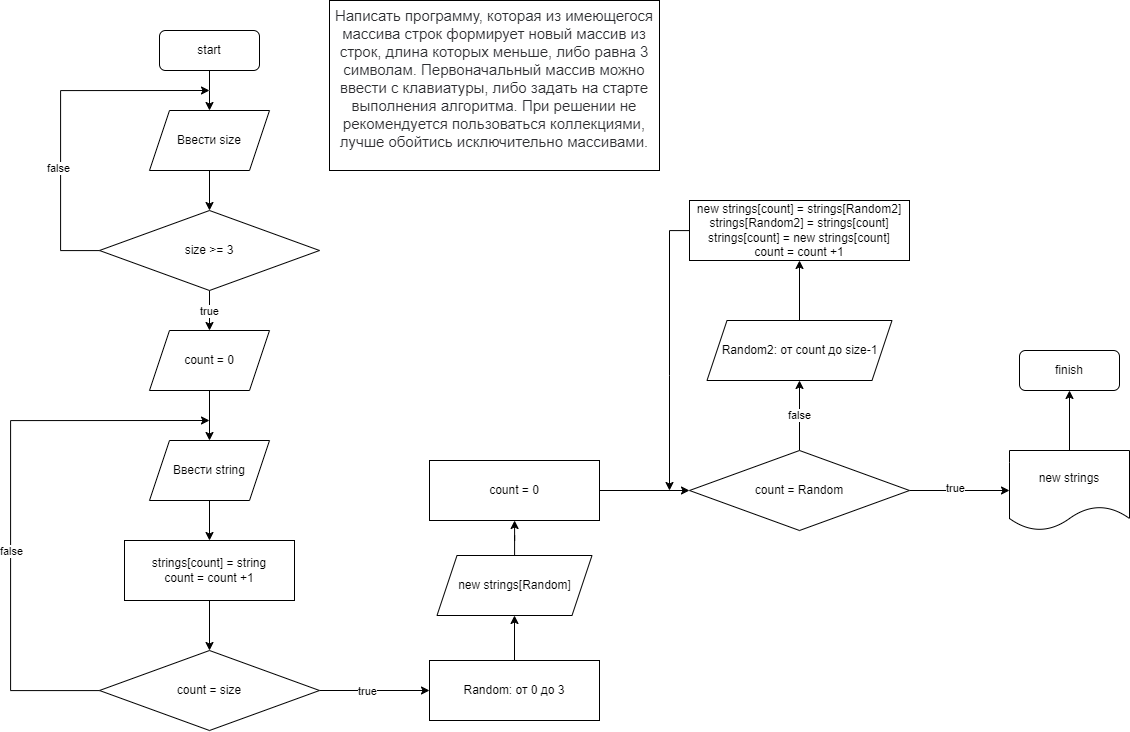 Написать программу, которая из имеющегося
массива строк формирует новый массив из
строк, длина которых меньше, либо равна 3
символам. Первоначальный массив можно
ввести с клавиатуры, либо задать на старте
выполнения алгоритма. При решении не
рекомендуется пользоваться коллекциями,
лучше обойтись исключительно массивами.
start
Ввести size
false
size >= 3
true
count = 0
Ввести string
false
strings[count] = string
count = count +1
count = size
true
Random: от 0 до 3
new strings[Random]
count = 0
new strings[count] = strings[Random2]
strings[Random2] = strings[count]
strings[count] = new strings[count]
count = count +1
Random2: от count до size-1
false
count = Random
true
new strings
finish